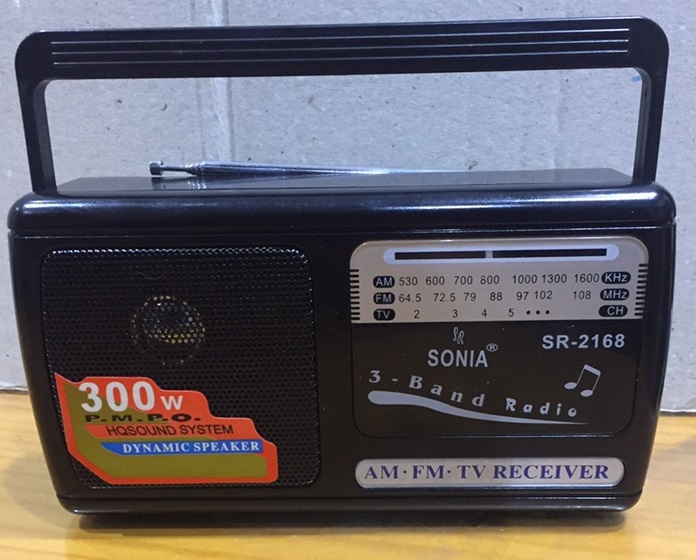 AM 530 600 700 800 1000 1300 1600 KHz
FM 64.5 72.5 79 88 97 102 108 MHz
TV 2 3 4 5 • • • CH
SONIA®
SR-2168
3-Band Radio
300W
P.M.P.O.
HQSOUND SYSTEM
DYNAMIC SPEAKER
AM·FM·TV RECEIVER